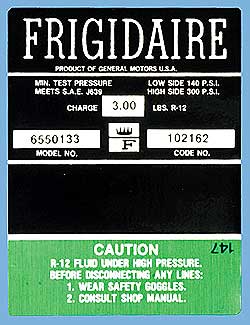 FRIGIDAIRE
PRODUCT OF GENERAL MOTORS U.S.A.
MIN. TEST PRESSURE LOW SIDE 140 P.S.I.
MEETS S.A.E. J639 HIGH SIDE 300 P.S.I.
CHARGE 3.00 LBS. R-12
6550133 F 102162
MODEL NO. CODE NO.
147
CAUTION
R-12 FLUID UNDER HIGH PRESSURE.
BEFORE DISCONNECTING ANY LINES:
1. WEAR SAFETY GOGGLES.
2. CONSULT SHOP MANUAL.